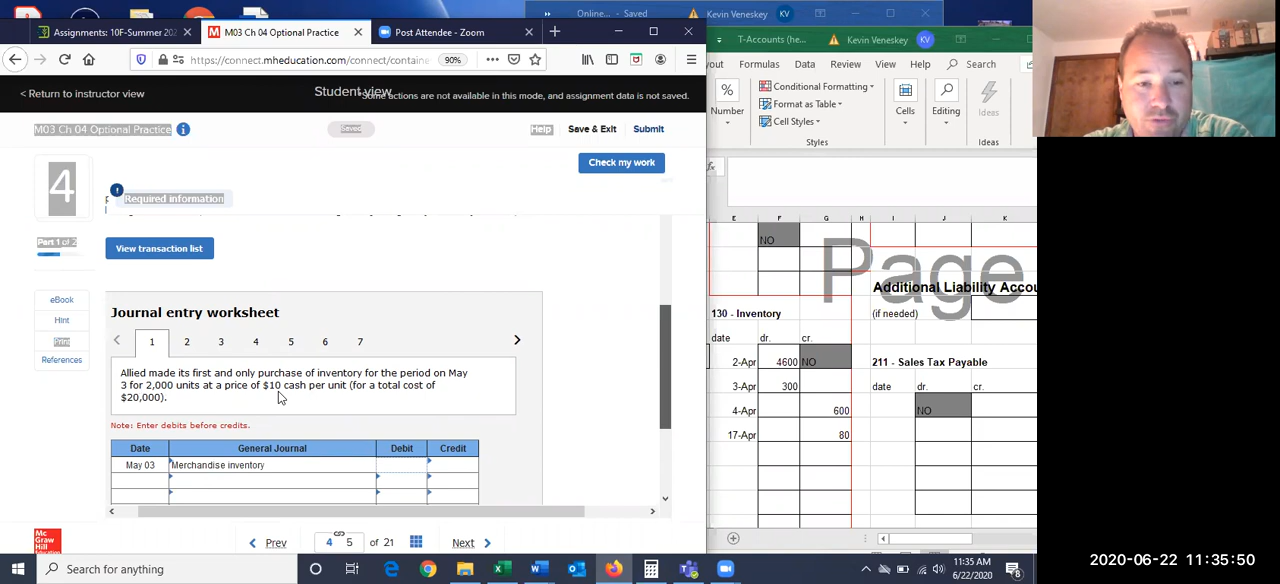 Online... - Saved
Kevin Veneskey
KV
Assignments: 10F-Summer 202
M03 Ch 04 Optional Practice
Post Attendee - Zoom
T-Accounts (he...
Kevin Veneskey
KV
https://connect.mheducation.com/connect/containe
90%
out
Formulas
Data
Review
View
Help
Search
< Return to instructor view
Student view
Some actions are not available in this mode, and assignment data is not saved.
%
Number
Conditional Formatting
Format as Table
Cell Styles
Styles
Cells
Editing
Ideas
Ideas
M03 Ch 04 Optional Practice
Saved
Help
Save & Exit
Submit
Check my work
4
!
Required information
Part 1 of 2
View transaction list
eBook
Hint
Print
References
Journal entry worksheet
1
2
3
4
5
6
7
Allied made its first and only purchase of inventory for the period on May
3 for 2,000 units at a price of $10 cash per unit (for a total cost of
$20,000).
Note: Enter debits before credits.
Date
General Journal
Debit
Credit
May 03
Merchandise inventory
Mc
Graw
Hill
Prev
4
5
of 21
Next
E
F
G
H
I
J
K
NO
Page
Additional Liability Accou
130 - Inventory
(if needed)
date
dr.
cr.
2-Apr
4600
NO
211 - Sales Tax Payable
3-Apr
300
date
dr.
cr.
4-Apr
600
NO
17-Apr
80
Search for anything
11:35 AM
6/22/2020
8
2020-06-22 11:35:50